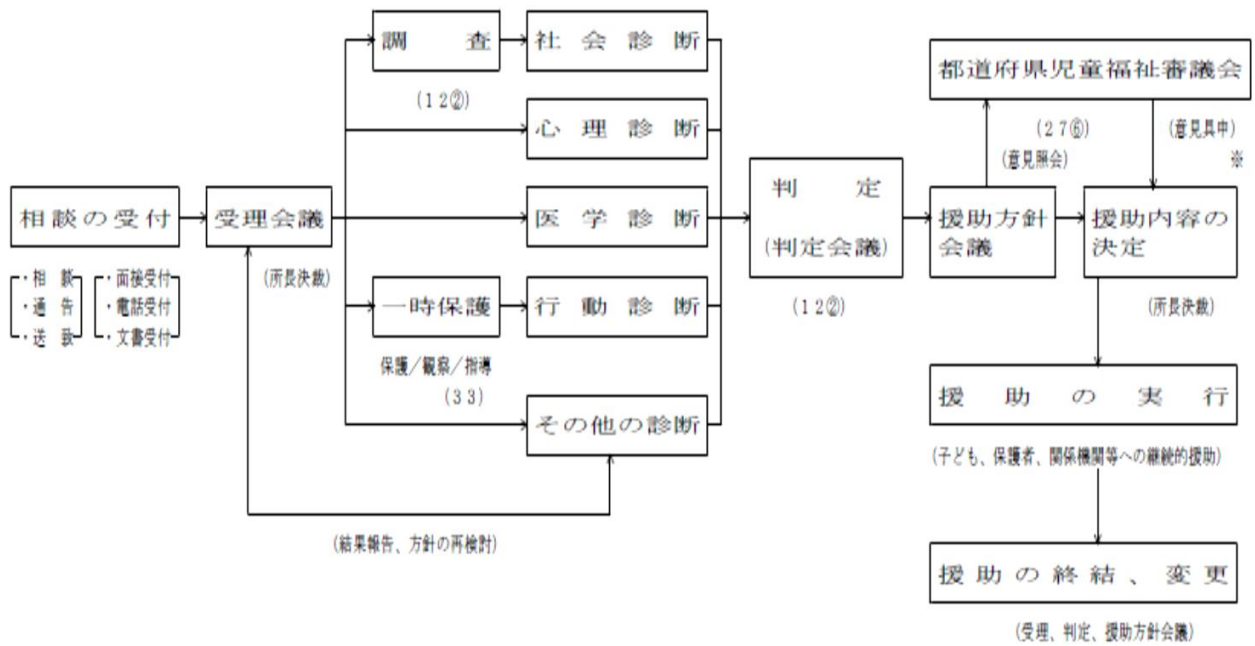 相談の受付
・相 談
・通 告
・送 致
・面接受付
・電話受付
・文書受付
受理会議
(所長決裁)
調 査
(12②)
社 会 診 断
心 理 診 断
医 学 診 断
一時保護
保護/観察/指導
(33)
行 動 診 断
その他の診断
(結果報告、方針の再検討)
判 定
(判定会議)
(12②)
援助方針
会議
都道府県児童福祉審議会
(27⑥)
(意見照会)
(意見具申)
※
援助内容の
決定
(所長決裁)
援 助 の 実 行
(子ども、保護者、関係機関等への継続的援助)
援 助 の 終 結 、 変 更
(受理、判定、援助方針会議)